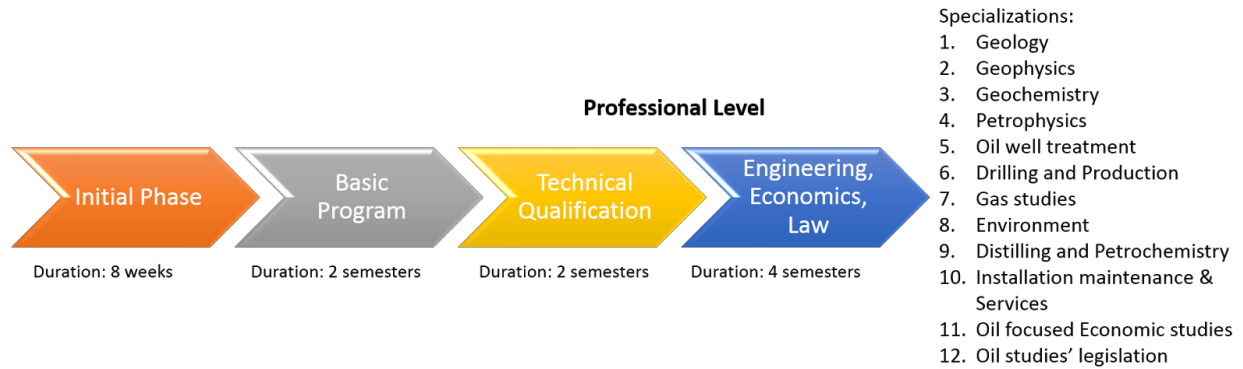 Professional Level
Initial Phase
Basic
Program
Technical
Qualification
Engineering,
Economics,
Law
Duration: 8 weeks
Duration: 2 semesters
Duration: 2 semesters
Duration: 4 semesters
Specializations:
1. Geology
2. Geophysics
3. Geochemistry
4. Petrophysics
5. Oil well treatment
6. Drilling and Production
7. Gas studies
8. Environment
9. Distilling and Petrochemistry
10. Installation maintenance &
Services
11. Oil focused Economic studies
12. Oil studies’ legislation